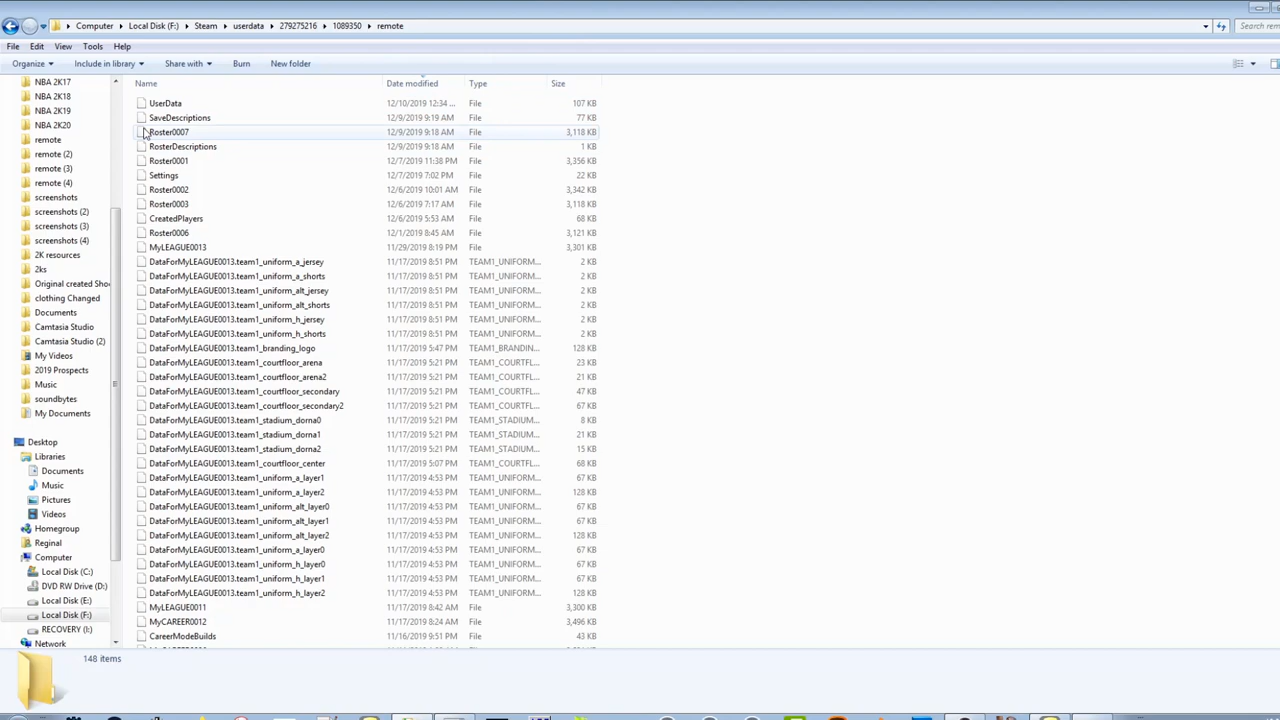 Computer Local Disk (F:) Steam userdata 279275216 1089350 remote Search remo
File Edit View Tools Help
Organize Include in library Share with Burn New folder
NBA 2K17
NBA 2K18
NBA 2K19
NBA 2K20
remote
remote (2)
remote (3)
remote (4)
screenshots
screenshots (2)
screenshots (3)
screenshots (4)
2K resources
2ks
Original created Sho
clothing Changed
Documents
Camtasia Studio
Camtasia Studio (2)
My Videos
2019 Prospects
Music
soundbytes
My Documents
Desktop
Libraries
Documents
Music
Pictures
Videos
Homegroup
Reginal
Computer
Local Disk (C:)
DVD RW Drive (D:)
Local Disk (E:)
Local Disk (F:)
RECOVERY (I:)
Network
Name Date modified Type Size
UserData 12/10/2019 12:34 ... File 107 KB
SaveDescriptions 12/9/2019 9:19 AM File 77 KB
Roster0007 12/9/2019 9:18 AM File 3,118 KB
RosterDescriptions 12/9/2019 9:18 AM File 1 KB
Roster0001 12/7/2019 11:38 PM File 3,356 KB
Settings 12/7/2019 7:02 PM File 22 KB
Roster0002 12/6/2019 10:01 AM File 3,342 KB
Roster0003 12/6/2019 7:17 AM File 3,118 KB
CreatedPlayers 12/6/2019 5:53 AM File 68 KB
Roster0006 12/1/2019 8:45 AM File 3,121 KB
MyLEAGUE0013 11/29/2019 8:19 PM File 3,301 KB
DataForMyLEAGUE0013.team1_uniform_a_jersey 11/17/2019 8:51 PM TEAM1_UNIFORM... 2 KB
DataForMyLEAGUE0013.team1_uniform_a_shorts 11/17/2019 8:51 PM TEAM1_UNIFORM... 2 KB
DataForMyLEAGUE0013.team1_uniform_alt_jersey 11/17/2019 8:51 PM TEAM1_UNIFORM... 2 KB
DataForMyLEAGUE0013.team1_uniform_alt_shorts 11/17/2019 8:51 PM TEAM1_UNIFORM... 2 KB
DataForMyLEAGUE0013.team1_uniform_h_jersey 11/17/2019 8:51 PM TEAM1_UNIFORM... 2 KB
DataForMyLEAGUE0013.team1_uniform_h_shorts 11/17/2019 8:51 PM TEAM1_UNIFORM... 2 KB
DataForMyLEAGUE0013.team1_branding_logo 11/17/2019 5:47 PM TEAM1_BRANDIN... 128 KB
DataForMyLEAGUE0013.team1_courtfloor_arena 11/17/2019 5:21 PM TEAM1_COURTFL... 23 KB
DataForMyLEAGUE0013.team1_courtfloor_arena2 11/17/2019 5:21 PM TEAM1_COURTFL... 21 KB
DataForMyLEAGUE0013.team1_courtfloor_secondary 11/17/2019 5:21 PM TEAM1_COURTFL... 47 KB
DataForMyLEAGUE0013.team1_courtfloor_secondary2 11/17/2019 5:21 PM TEAM1_COURTFL... 67 KB
DataForMyLEAGUE0013.team1_stadium_dorna0 11/17/2019 5:21 PM TEAM1_STADIUM... 8 KB
DataForMyLEAGUE0013.team1_stadium_dorna1 11/17/2019 5:21 PM TEAM1_STADIUM... 21 KB
DataForMyLEAGUE0013.team1_stadium_dorna2 11/17/2019 5:21 PM TEAM1_STADIUM... 15 KB
DataForMyLEAGUE0013.team1_courtfloor_center 11/17/2019 5:07 PM TEAM1_COURTFL... 68 KB
DataForMyLEAGUE0013.team1_uniform_a_layer1 11/17/2019 4:53 PM TEAM1_UNIFORM... 67 KB
DataForMyLEAGUE0013.team1_uniform_a_layer2 11/17/2019 4:53 PM TEAM1_UNIFORM... 128 KB
DataForMyLEAGUE0013.team1_uniform_alt_layer0 11/17/2019 4:53 PM TEAM1_UNIFORM... 67 KB
DataForMyLEAGUE0013.team1_uniform_alt_layer1 11/17/2019 4:53 PM TEAM1_UNIFORM... 67 KB
DataForMyLEAGUE0013.team1_uniform_alt_layer2 11/17/2019 4:53 PM TEAM1_UNIFORM... 128 KB
DataForMyLEAGUE0013.team1_uniform_a_layer0 11/17/2019 4:53 PM TEAM1_UNIFORM... 67 KB
DataForMyLEAGUE0013.team1_uniform_h_layer0 11/17/2019 4:53 PM TEAM1_UNIFORM... 67 KB
DataForMyLEAGUE0013.team1_uniform_h_layer1 11/17/2019 4:53 PM TEAM1_UNIFORM... 67 KB
DataForMyLEAGUE0013.team1_uniform_h_layer2 11/17/2019 4:53 PM TEAM1_UNIFORM... 128 KB
MyLEAGUE0011 11/17/2019 8:42 AM File 3,300 KB
MyCAREER0012 11/17/2019 8:24 AM File 3,496 KB
CareerModeBuilds 11/16/2019 9:51 PM File 43 KB
148 items